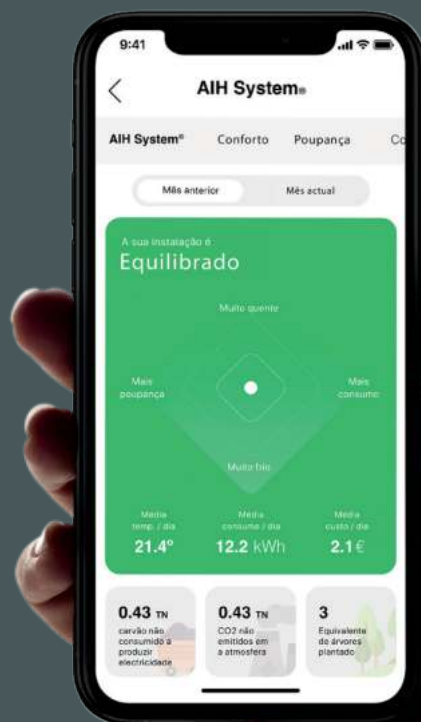 9:41
AIH System®
AIH System® Conforto Poupança Co
Mês anterior Mês actual
A sua instalação é
Equilibrado
Muito quente
Mais
poupança
Mais
consumo
Muito frio
Média
temp. / dia
21.4°
Média
consumo / dia
12.2 kWh
Média
custo / dia
2.1 €
0.43 TN
carvão não
consumido a
produzir
electricidade
0.43 TN
CO2 não
emitidos em
a atmosfera
3
Equivalente
de árvores
plantado